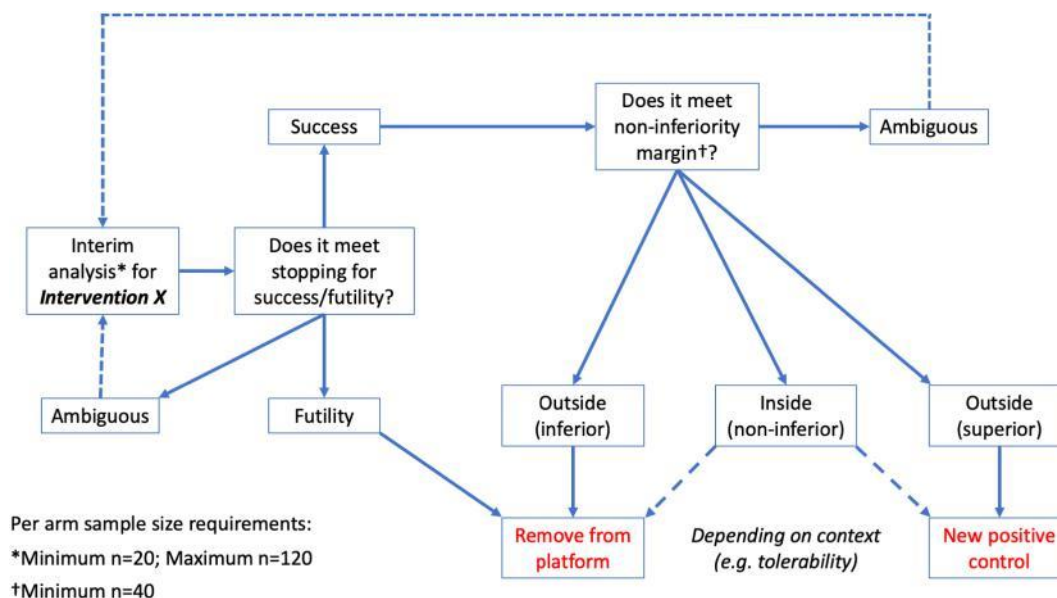 Success
Does it meet
non-inferiority
margin†?
Ambiguous
Interim
analysis* for
Intervention X
Does it meet
stopping for
success/futility?
Ambiguous
Futility
Outside
(inferior)
Inside
(non-inferior)
Outside
(superior)
Per arm sample size requirements:
*Minimum n=20; Maximum n=120
†Minimum n=40
Remove from
platform
Depending on context
(e.g. tolerability)
New positive
control